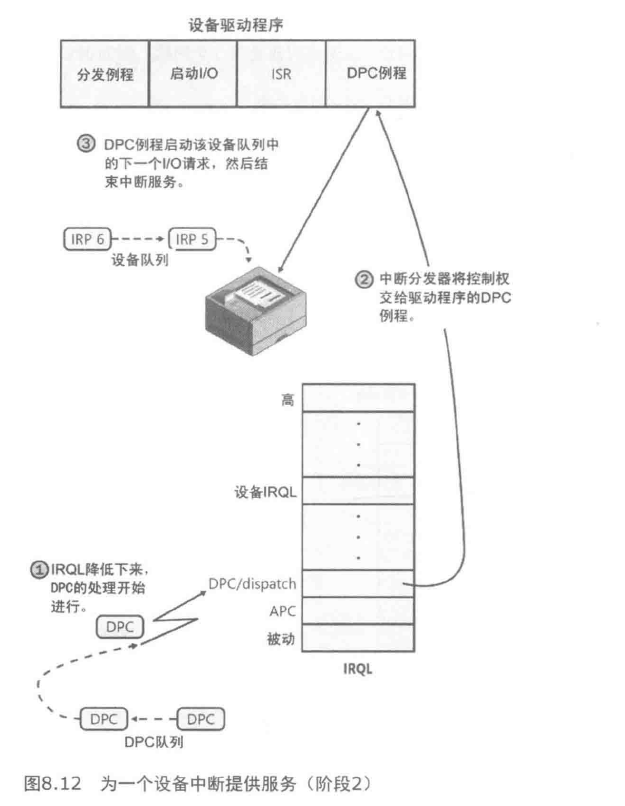 设备驱动程序
分发例程
启动I/O
ISR
DPC例程
③ DPC例程启动该设备队列中
的下一个I/O请求，然后结
束中断服务。
IRP 6
IRP 5
设备队列
② 中断分发器将控制权
交给驱动程序的DPC
例程。
高
设备IRQL
① IRQL降低下来，
DPC的处理开始
进行。
DPC/dispatch
APC
被动
DPC
IRQL
DPC
DPC
DPC队列
图8.12 为一个设备中断提供服务（阶段2）